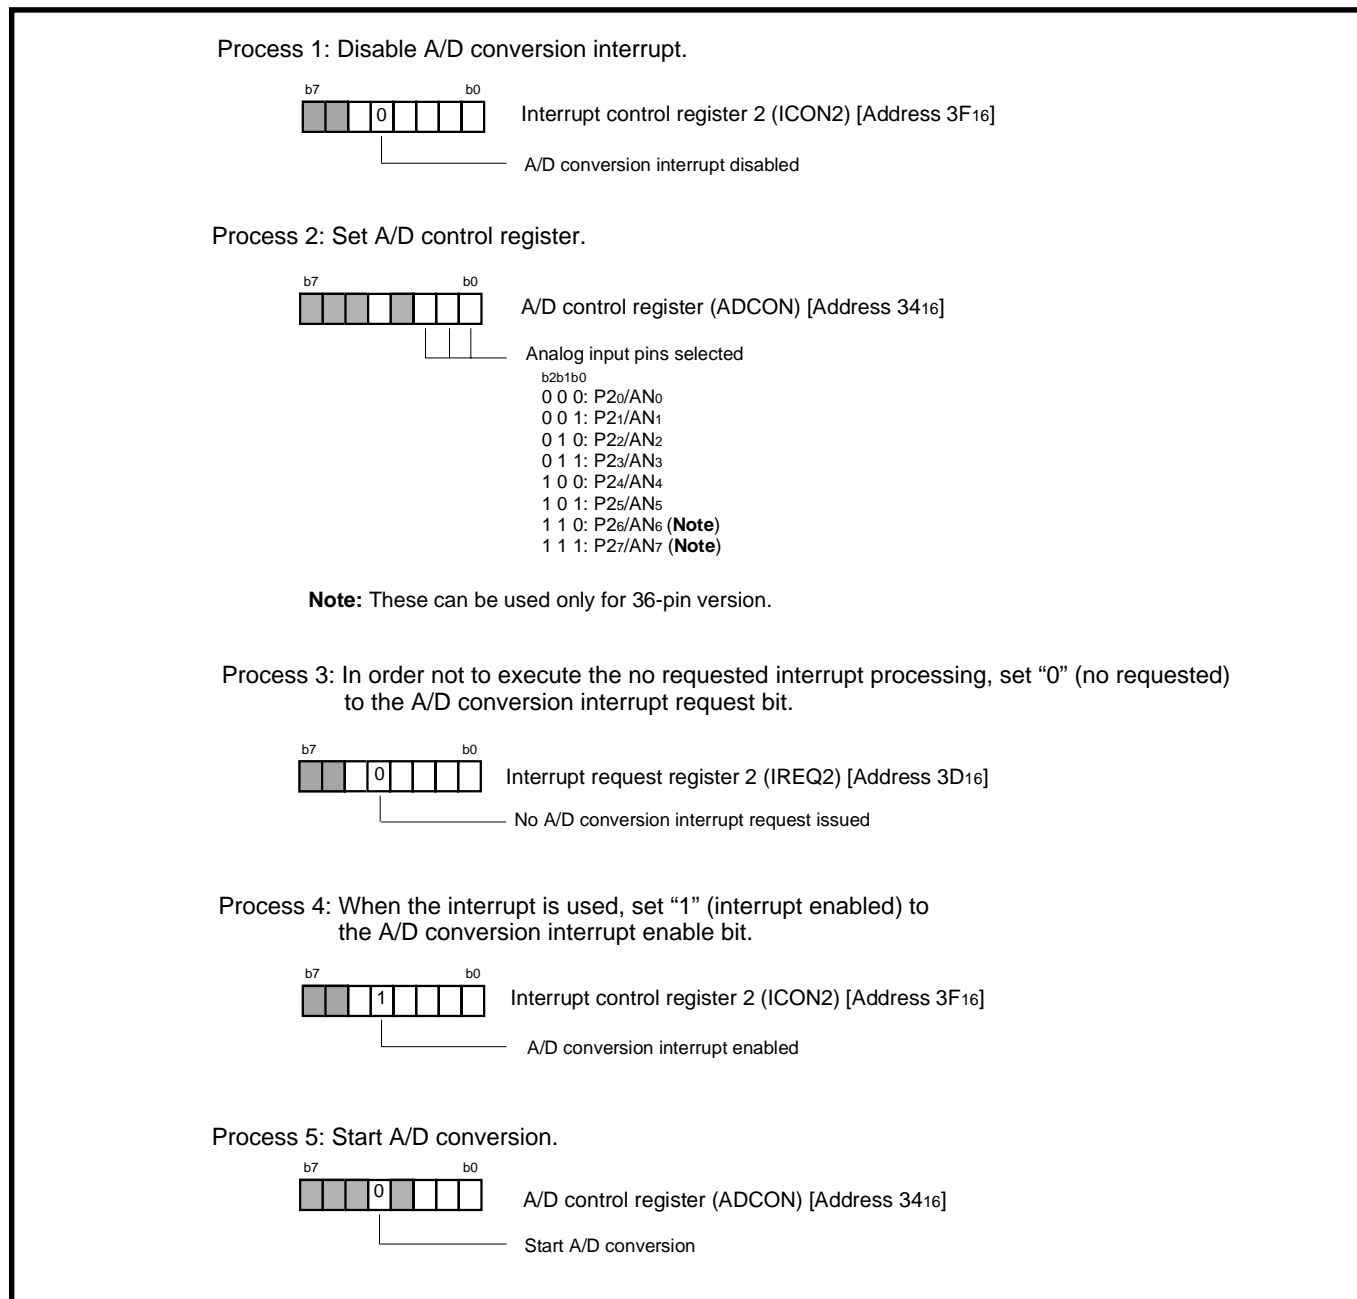 Process 1: Disable A/D conversion interrupt.
b7 b0
0 Interrupt control register 2 (ICON2) [Address 3F16]
A/D conversion interrupt disabled
Process 2: Set A/D control register.
b7 b0
A/D control register (ADCON) [Address 3416]
Analog input pins selected
b2b1b0
0 0 0: P20/AN0
0 0 1: P21/AN1
0 1 0: P22/AN2
0 1 1: P23/AN3
1 0 0: P24/AN4
1 0 1: P25/AN5
1 1 0: P26/AN6 (Note)
1 1 1: P27/AN7 (Note)
Note: These can be used only for 36-pin version.
Process 3: In order not to execute the no requested interrupt processing, set “0” (no requested)
to the A/D conversion interrupt request bit.
b7 b0
0 Interrupt request register 2 (IREQ2) [Address 3D16]
No A/D conversion interrupt request issued
Process 4: When the interrupt is used, set “1” (interrupt enabled) to
the A/D conversion interrupt enable bit.
b7 b0
1 Interrupt control register 2 (ICON2) [Address 3F16]
A/D conversion interrupt enabled
Process 5: Start A/D conversion.
b7 b0
0 A/D control register (ADCON) [Address 3416]
Start A/D conversion